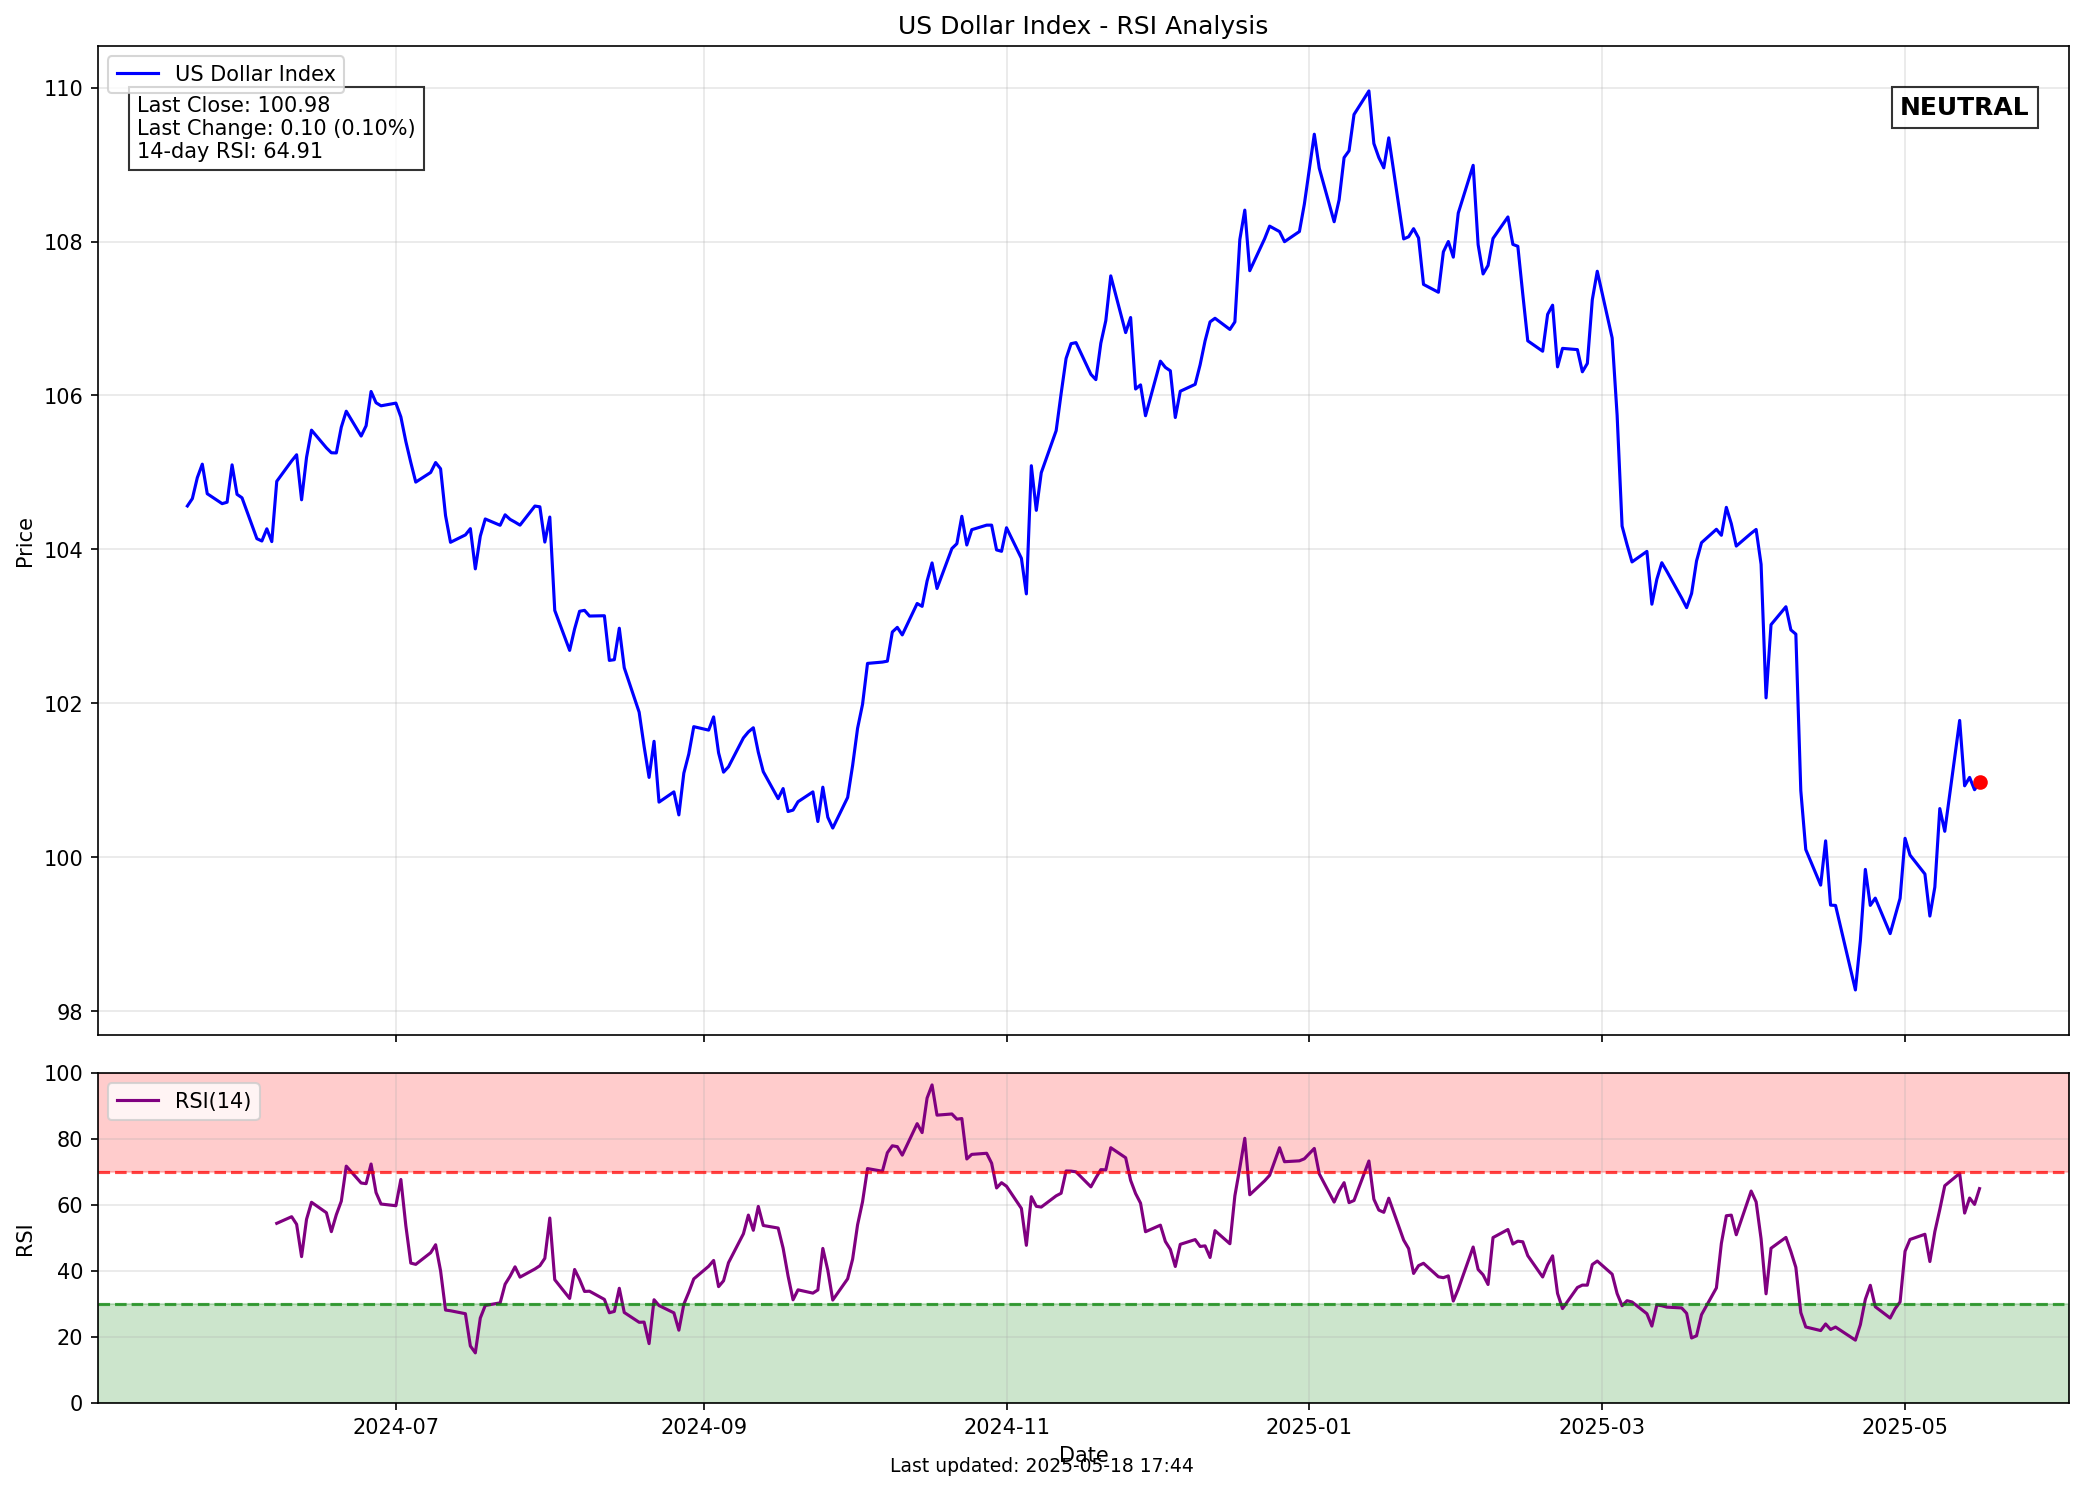 US Dollar Index - RSI Analysis
US Dollar Index
Last Close: 100.98
Last Change: 0.10 (0.10%)
14-day RSI: 64.91
NEUTRAL
Price
110
108
106
104
102
100
98
RSI(14)
RSI
100
80
60
40
20
0
2024-07 2024-09 2024-11 2025-01 2025-03 2025-05
Date
Last updated: 2025-05-18 17:44